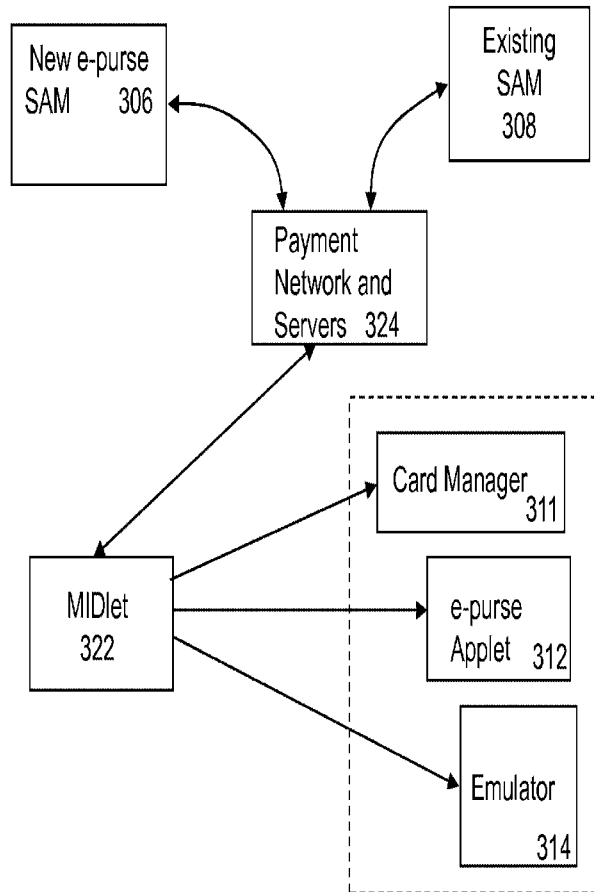 New e-purse
SAM 306
Existing
SAM
308
Payment
Network and
Servers 324
Card Manager
311
MIDlet
322
e-purse
Applet 312
Emulator
314